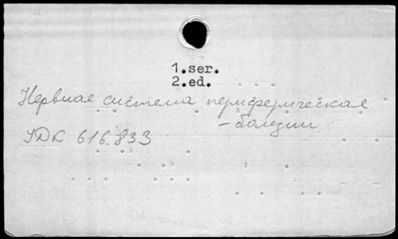 1.ser.
2.ed.
Нервная система периферическая
-болезни
УДК 616.833